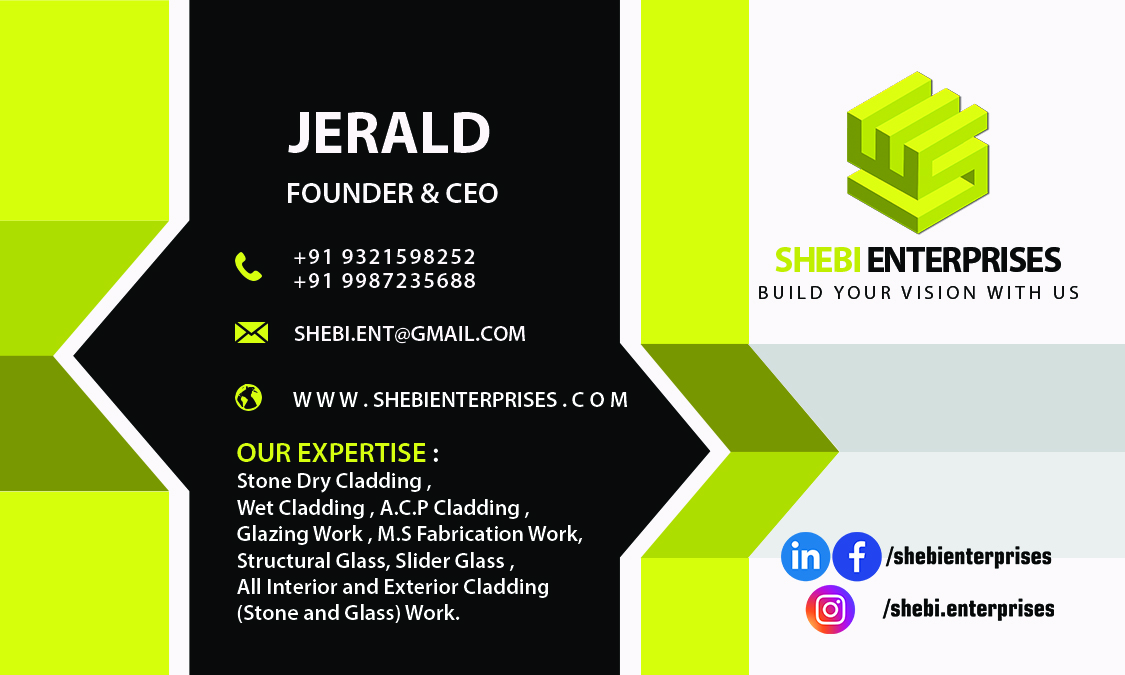 JERALD
FOUNDER & CEO
+91 9321598252
+91 9987235688
SHEBI.ENT@GMAIL.COM
WWW.SHEBIENTERPRISES.COM
OUR EXPERTISE :
Stone Dry Cladding ,
Wet Cladding , A.C.P Cladding ,
Glazing Work , M.S Fabrication Work,
Structural Glass, Slider Glass ,
All Interior and Exterior Cladding
(Stone and Glass) Work.
SHEBI ENTERPRISES
BUILD YOUR VISION WITH US
/shebienterprises
/shebi.enterprises